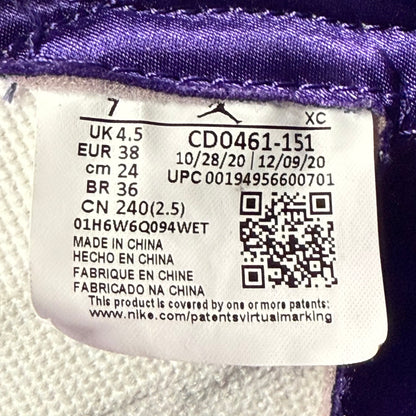 7 XC
UK 4.5 CD0461-151
EUR 38 10/28/20 | 12/09/20
cm 24 UPC 00194956600701
BR 36
CN 240(2.5)
01H6W6Q094WET
MADE IN CHINA
HECHO EN CHINA
FABRIQUE EN CHINE
FABRICADO NA CHINA
This product is covered by one or more patents:
www.nike.com/patentsvirtualmarking